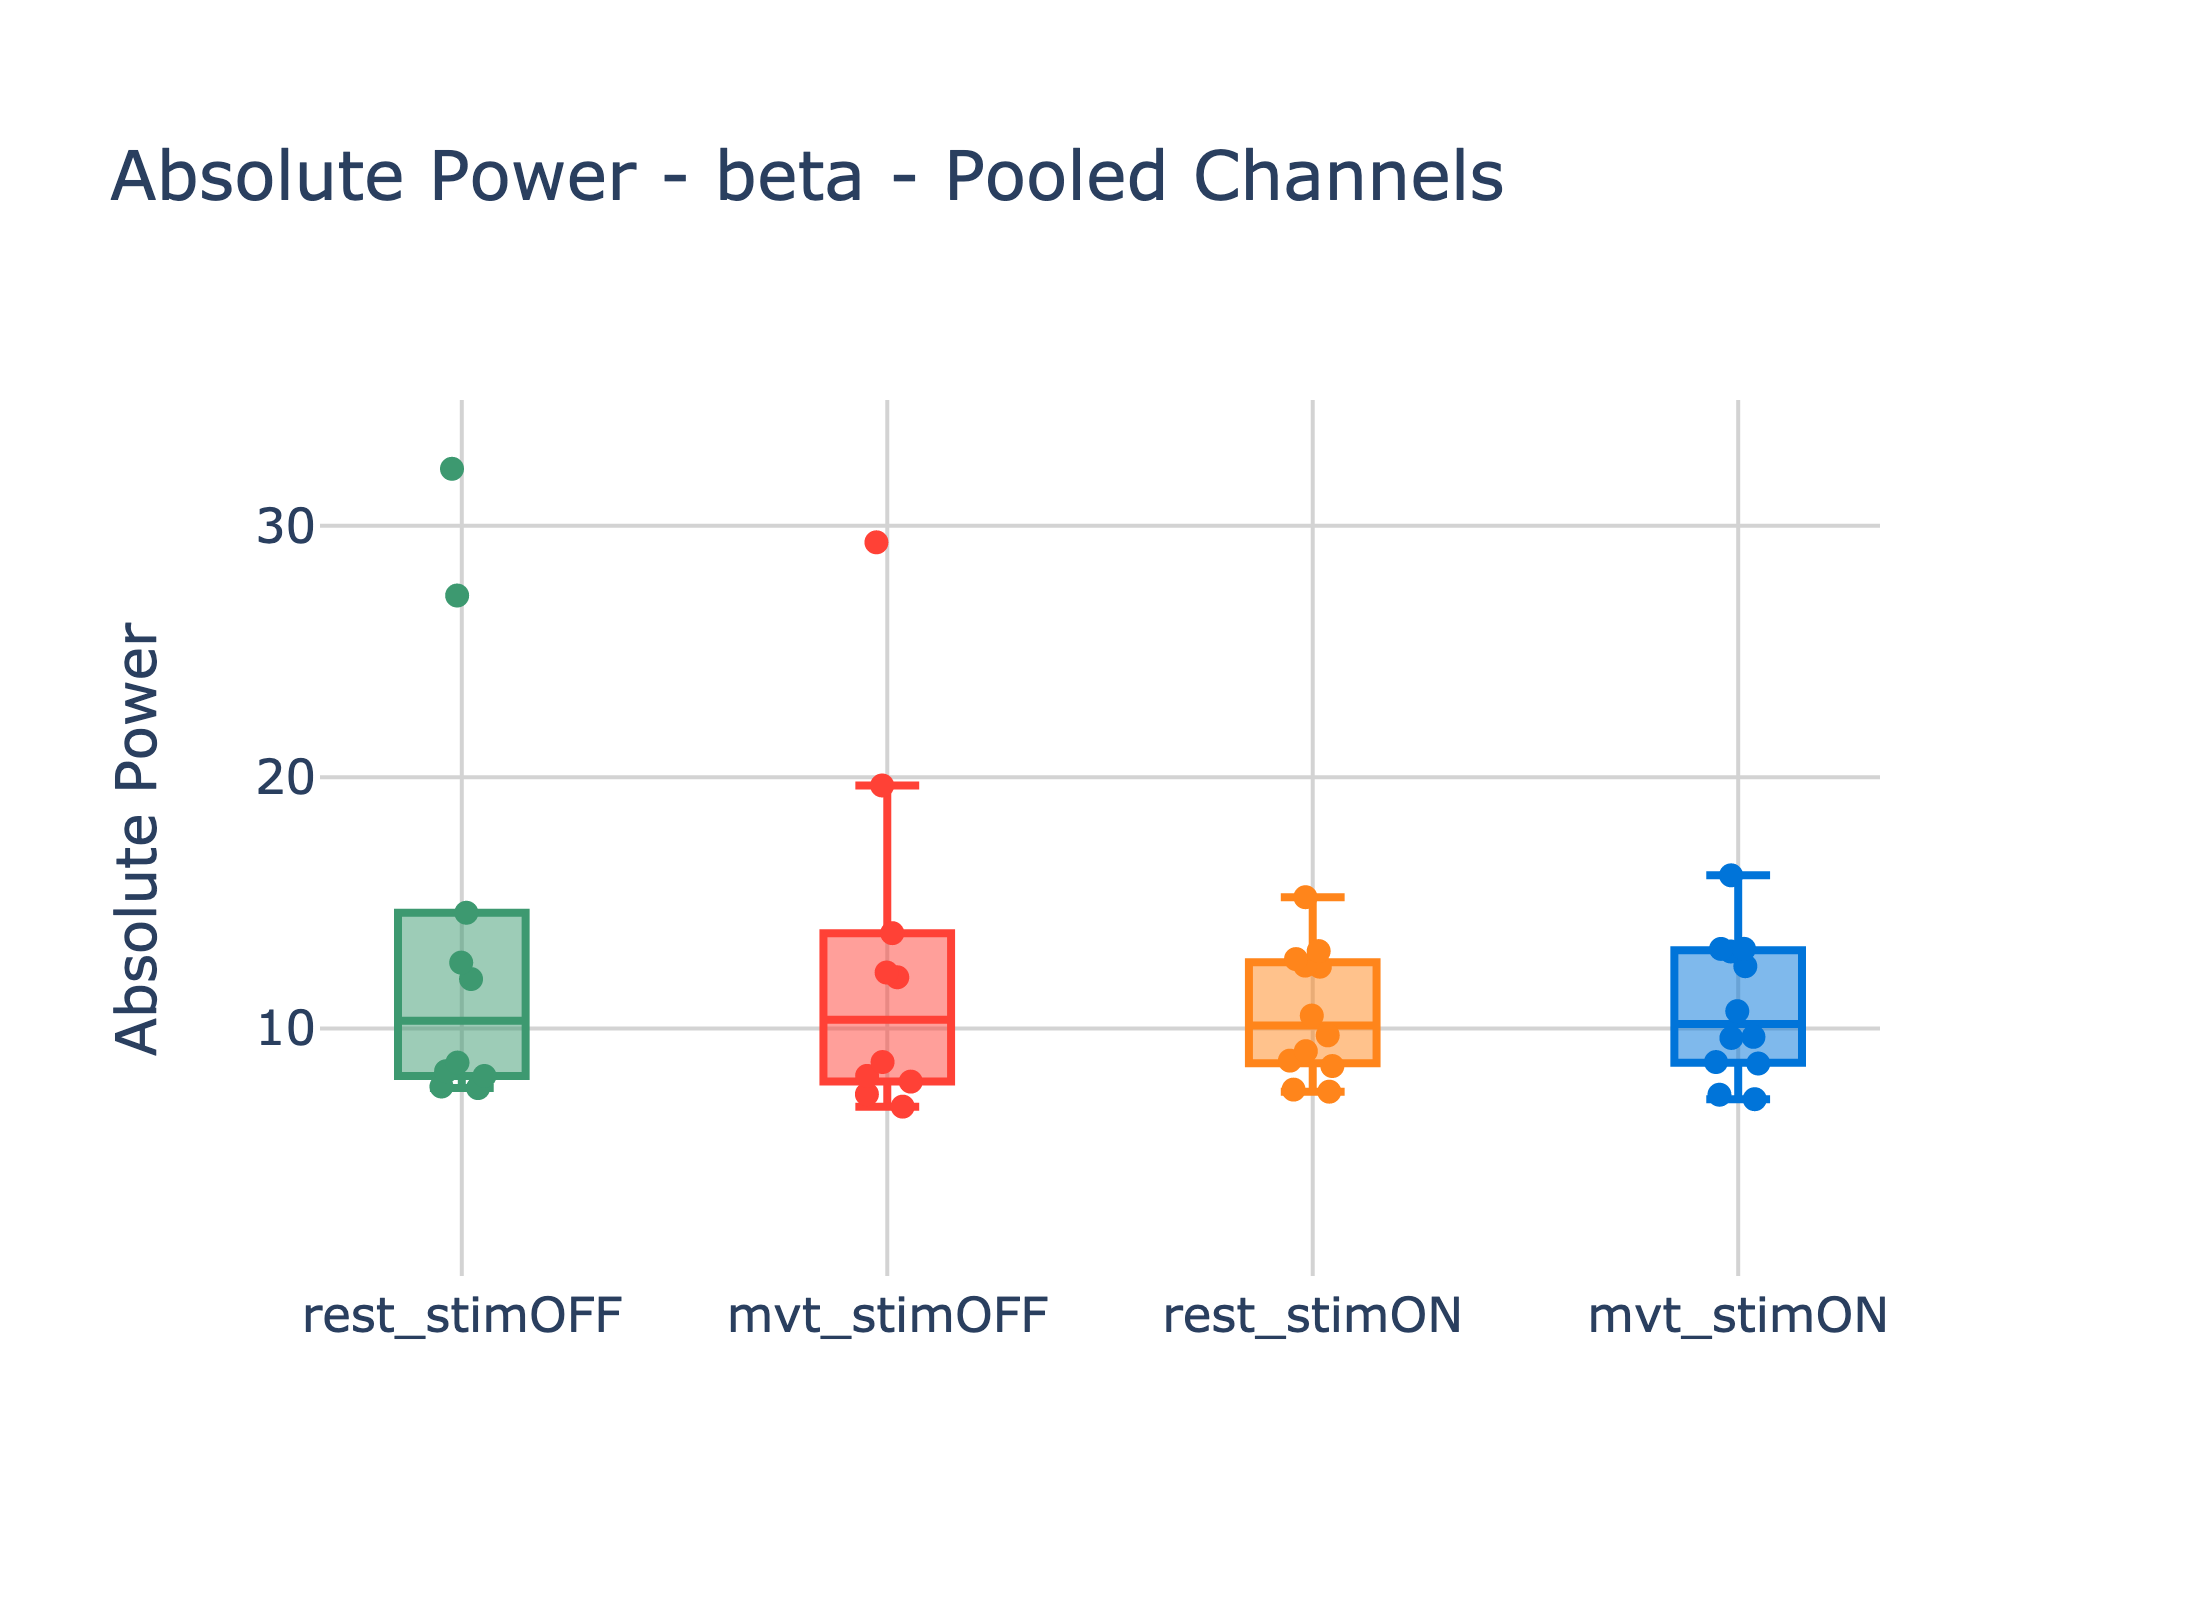 Absolute Power - beta - Pooled Channels
Absolute Power
30
20
10
rest_stimOFF
mvt_stimOFF
rest_stimON
mvt_stimON